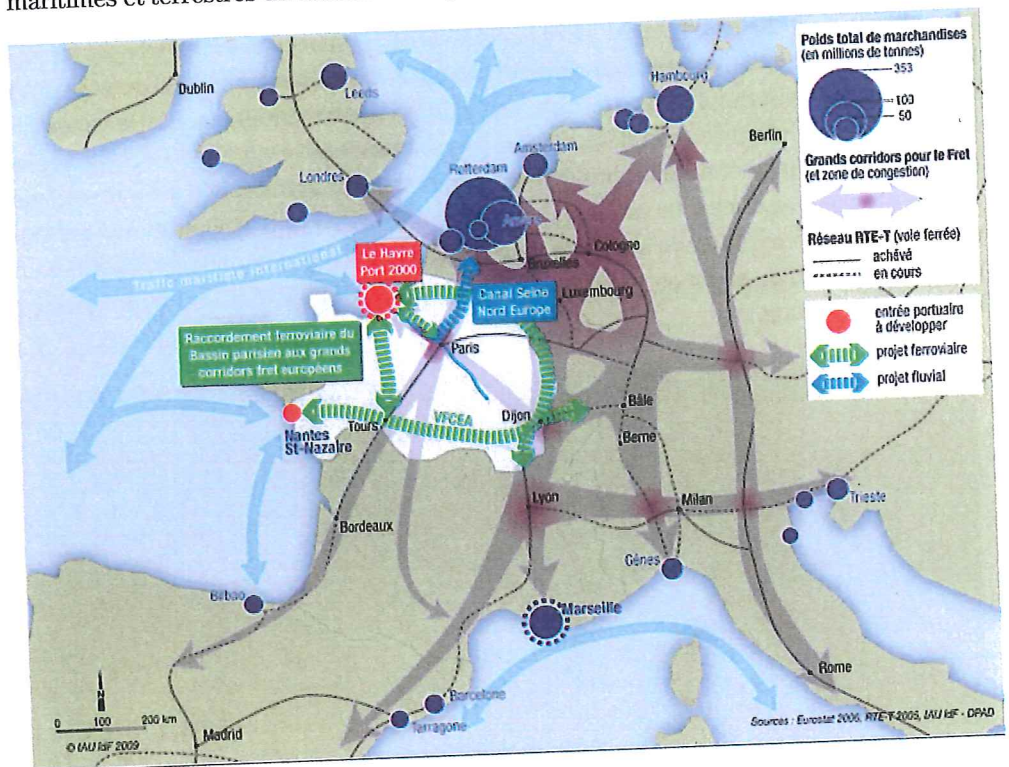 maritimes et terrestres
Poids total de marchandises
(en millions de tonnes)
353
100
50
Grands corridors pour le Fret
(et zone de congestion)
Réseau RTE-T (voie ferrée)
achévé
en cours
entrée portuaire
à développer
projet ferroviaire
projet fluvial
Dublin
Leeds
Hambourg
Berlin
Amsterdam
Rotterdam
Londres
Anvers
Cologne
Bruxelles
Le Havre
Port 2000
Trafic maritime international
Canal Seine
Nord Europe
Luxembourg
Raccordement ferroviaire du
Bassin parisien aux grands
corridors fret européens
Paris
VFCEA
Dijon
Bâle
Tours
Nantes
St-Nazaire
Berne
Lyon
Milan
Trieste
Bordeaux
Gênes
Bilbao
Marseille
Rome
Barcelone
Tarragone
Madrid
N
0 100 200 km
© IAU IdF 2009
Sources : Eurostat 2006, RTE-T 2005, IAU IdF - DPAD